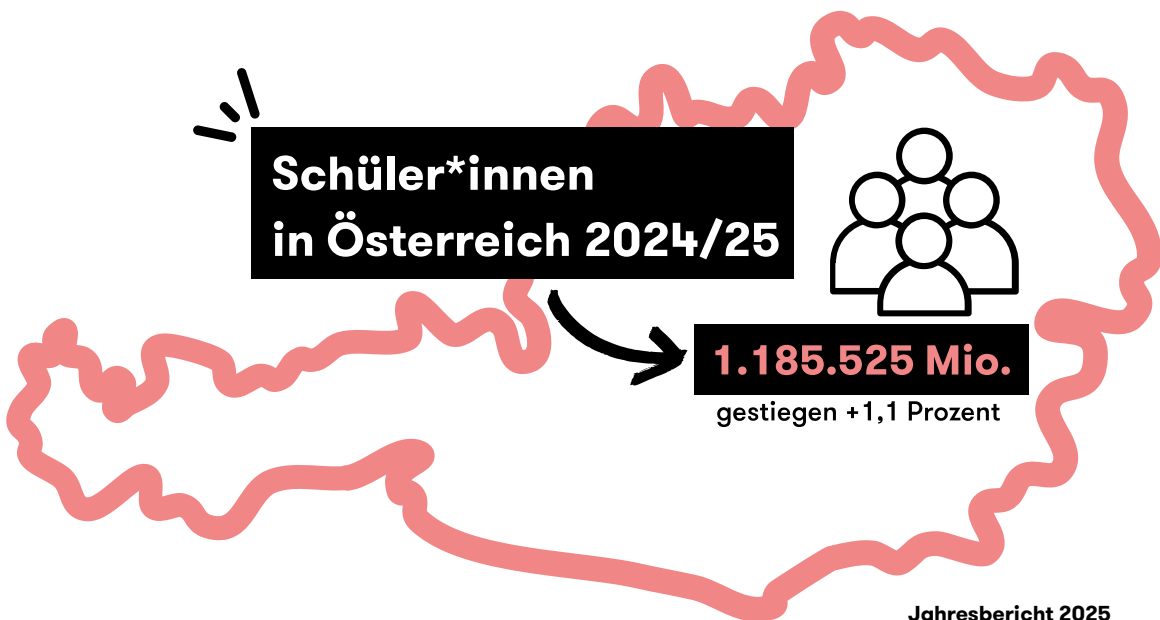 Schüler*innen
in Österreich 2024/25
1.185.525 Mio.
gestiegen +1,1 Prozent
Jahresbericht 2025